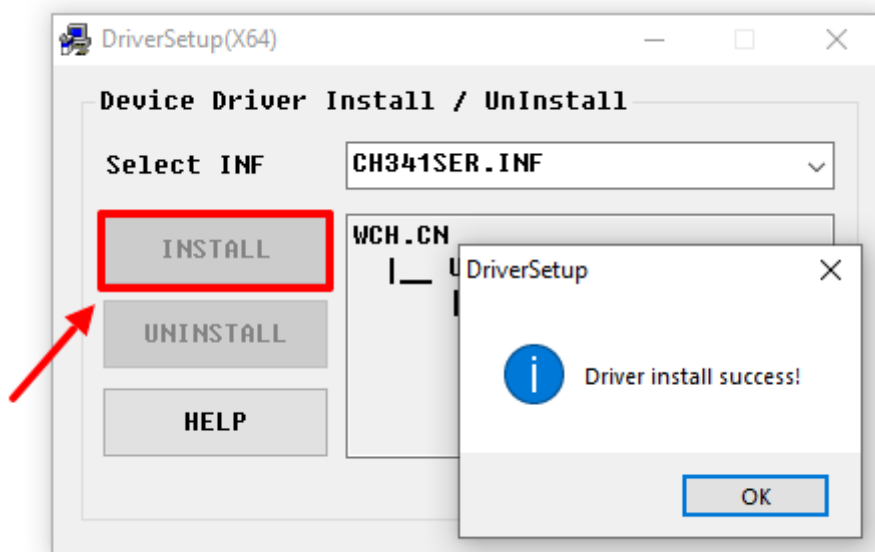 DriverSetup(X64)
Device Driver Install / UnInstall
Select INF
CH341SER.INF
INSTALL
UNINSTALL
HELP
WCH.CN
|__ U
DriverSetup
Driver install success!
OK